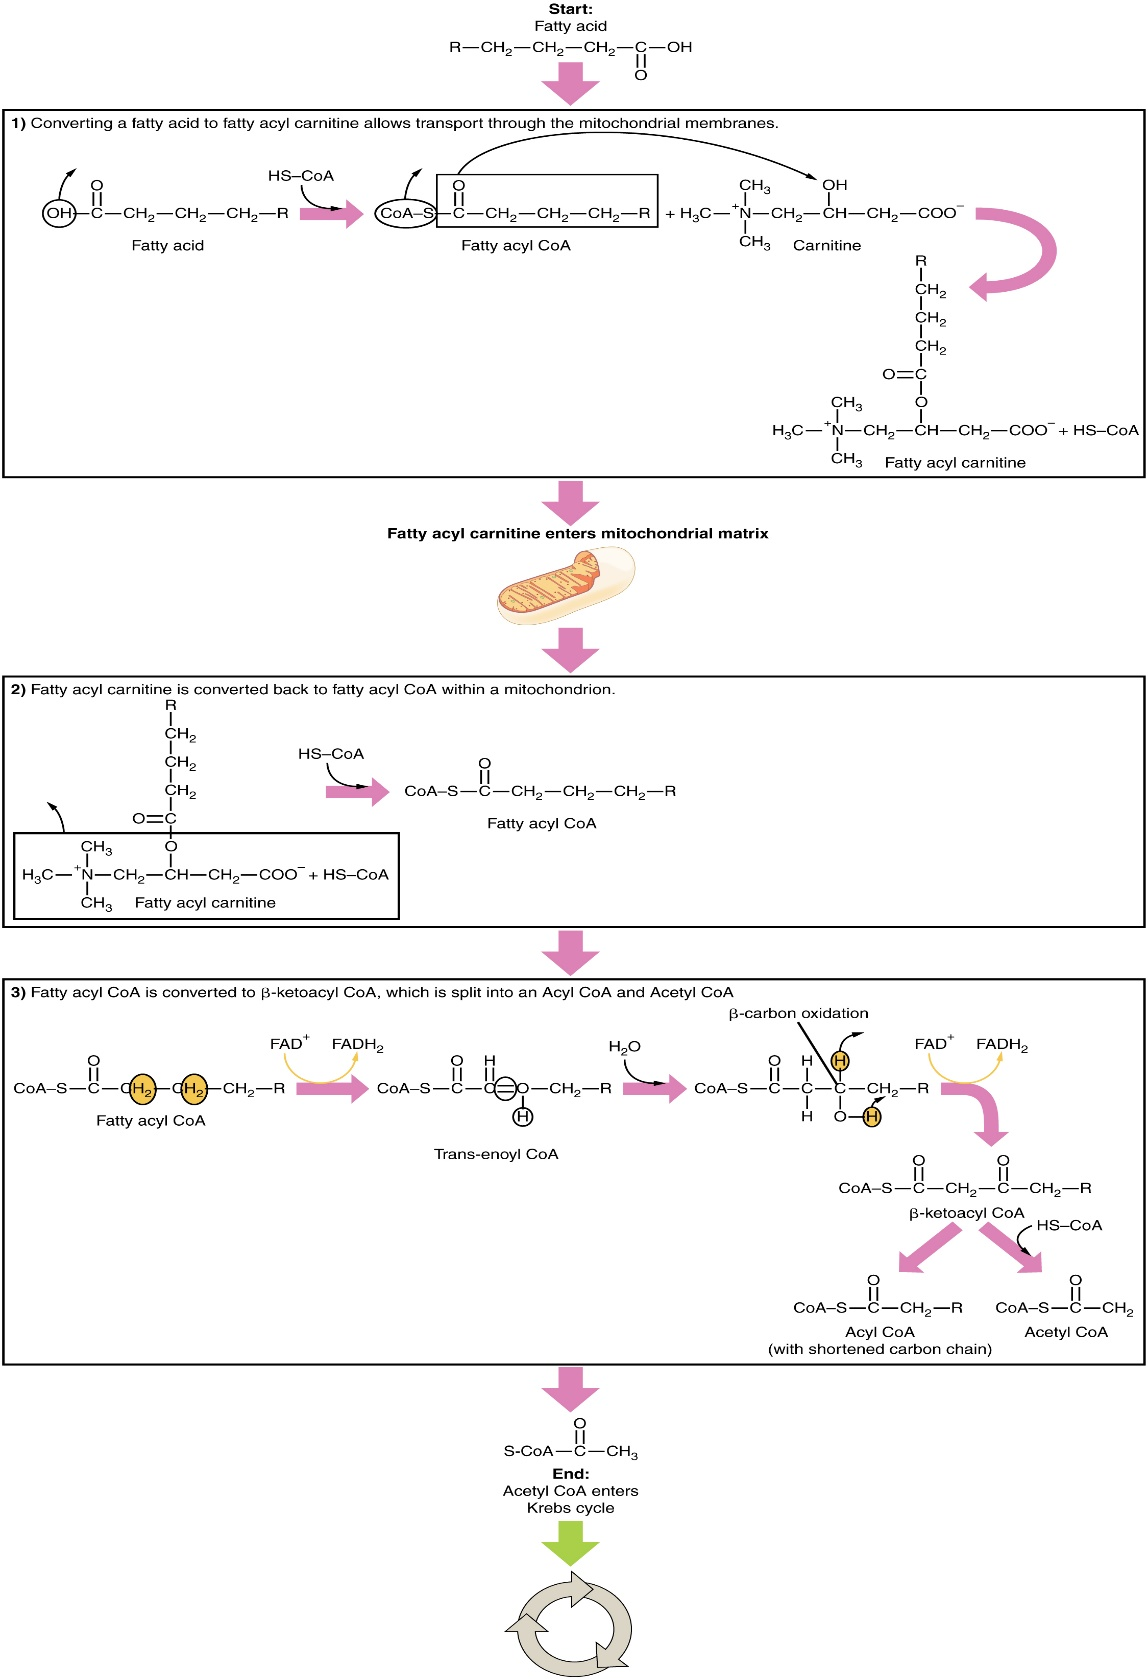 Start:
Fatty acid
R—CH₂—CH₂—CH₂—C—OH
O
1) Converting a fatty acid to fatty acyl carnitine allows transport through the mitochondrial membranes.
HS–CoA
O
OH—C—CH₂—CH₂—CH₂—R
Fatty acid
O
CoA–S—C—CH₂—CH₂—CH₂—R
Fatty acyl CoA
+
CH₃ OH
H₃C—⁺N—CH₂—CH—CH₂—COO⁻
CH₃ Carnitine
R
CH₂
CH₂
CH₂
O=C
CH₃ O
H₃C—⁺N—CH₂—CH—CH₂—COO⁻ + HS–CoA
CH₃ Fatty acyl carnitine
Fatty acyl carnitine enters mitochondrial matrix
2) Fatty acyl carnitine is converted back to fatty acyl CoA within a mitochondrion.
R
CH₂
CH₂
CH₂
O=C
CH₃ O
H₃C—⁺N—CH₂—CH—CH₂—COO⁻ + HS–CoA
CH₃ Fatty acyl carnitine
HS–CoA
O
CoA–S—C—CH₂—CH₂—CH₂—R
Fatty acyl CoA
3) Fatty acyl CoA is converted to β-ketoacyl CoA, which is split into an Acyl CoA and Acetyl CoA
O
CoA–S—C—CH₂—CH₂—CH₂—R
Fatty acyl CoA
FAD⁺ FADH₂
O H
CoA–S—C—C=C—CH₂—R
H
Trans-enoyl CoA
H₂O
β-carbon oxidation
O H H
CoA–S—C—C—C—CH₂—R
H O—H
FAD⁺ FADH₂
O O
CoA–S—C—CH₂—C—CH₂—R
β-ketoacyl CoA
HS–CoA
O
CoA–S—C—CH₂—R
Acyl CoA
(with shortened carbon chain)
O
CoA–S—C—CH₂
Acetyl CoA
O
S-CoA—C—CH₃
End:
Acetyl CoA enters
Krebs cycle